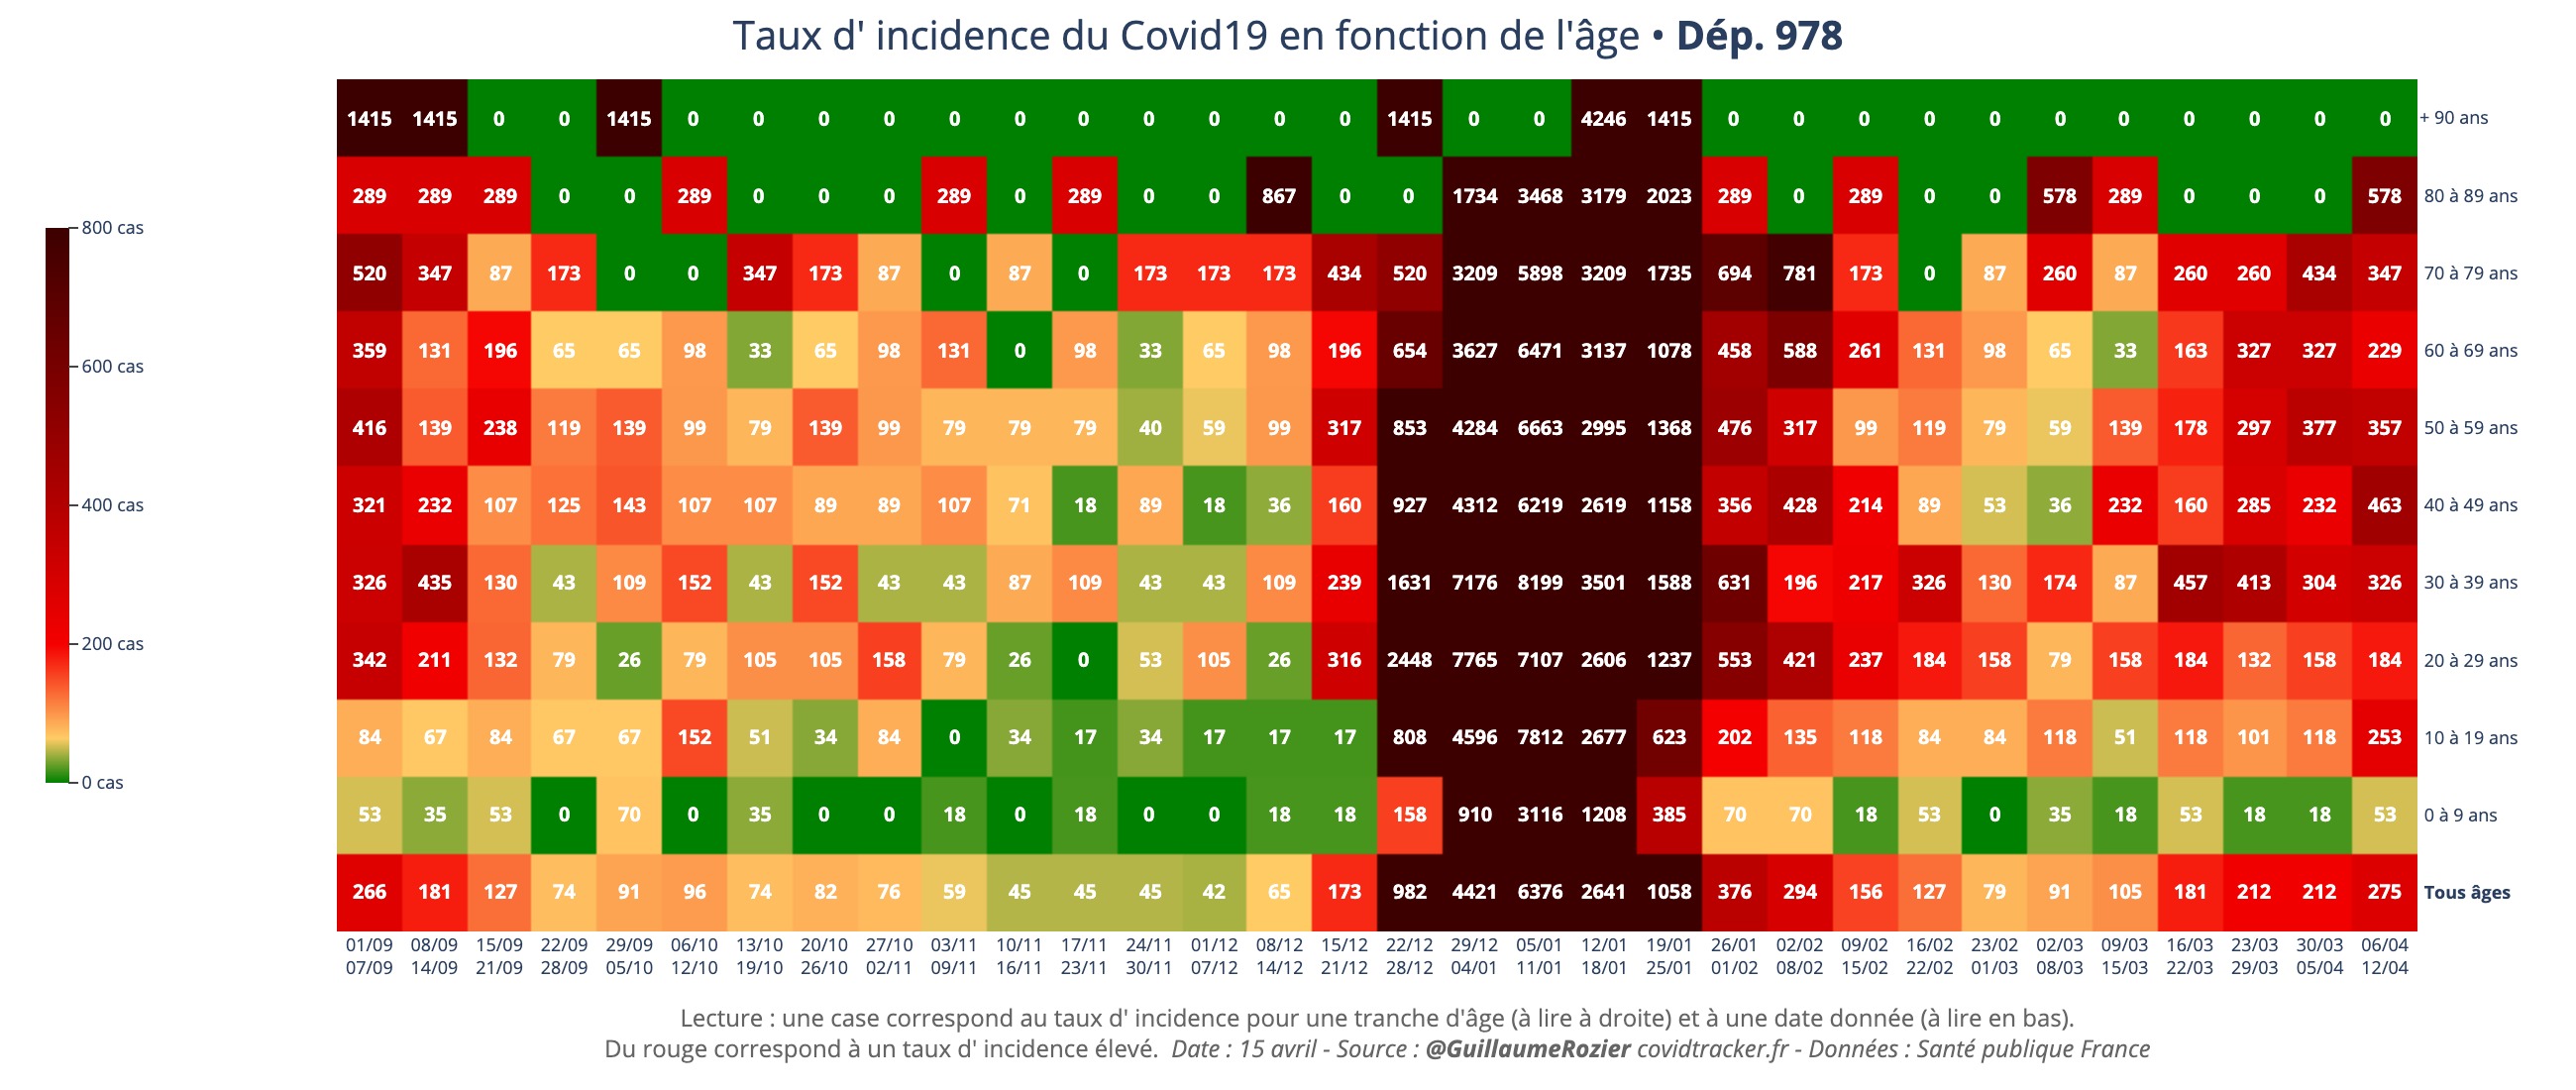 Taux d' incidence du Covid19 en fonction de l'âge • Dép. 978
1415 1415 0 0 1415 0 0 0 0 0 0 0 0 0 0 0 1415 0 0 4246 1415 0 0 0 0 0 0 0 0 0 0 0 + 90 ans
289 289 289 0 0 289 0 0 0 289 0 289 0 0 867 0 0 1734 3468 3179 2023 289 0 289 0 0 578 289 0 0 0 578 80 à 89 ans
800 cas
520 347 87 173 0 0 347 173 87 0 87 0 173 173 173 434 520 3209 5898 3209 1735 694 781 173 0 87 260 87 260 260 434 347 70 à 79 ans
359 131 196 65 65 98 33 65 98 131 0 98 33 65 98 196 654 3627 6471 3137 1078 458 588 261 131 98 65 33 163 327 327 229 60 à 69 ans
600 cas
416 139 238 119 139 99 79 139 99 79 79 79 40 59 99 317 853 4284 6663 2995 1368 476 317 99 119 79 59 139 178 297 377 357 50 à 59 ans
400 cas
321 232 107 125 143 107 107 89 89 107 71 18 89 18 36 160 927 4312 6219 2619 1158 356 428 214 89 53 36 232 160 285 232 463 40 à 49 ans
326 435 130 43 109 152 43 152 43 43 87 109 43 43 109 239 1631 7176 8199 3501 1588 631 196 217 326 130 174 87 457 413 304 326 30 à 39 ans
200 cas
342 211 132 79 26 79 105 105 158 79 26 0 53 105 26 316 2448 7765 7107 2606 1237 553 421 237 184 158 79 158 184 132 158 184 20 à 29 ans
84 67 84 67 67 152 51 34 84 0 34 17 34 17 17 17 808 4596 7812 2677 623 202 135 118 84 84 118 51 118 101 118 253 10 à 19 ans
0 cas
53 35 53 0 70 0 35 0 0 18 0 18 0 0 18 18 158 910 3116 1208 385 70 70 18 53 0 35 18 53 18 18 53 0 à 9 ans
266 181 127 74 91 96 74 82 76 59 45 45 45 42 65 173 982 4421 6376 2641 1058 376 294 156 127 79 91 105 181 212 212 275 Tous âges
01/09 08/09 15/09 22/09 29/09 06/10 13/10 20/10 27/10 03/11 10/11 17/11 24/11 01/12 08/12 15/12 22/12 29/12 05/01 12/01 19/01 26/01 02/02 09/02 16/02 23/02 02/03 09/03 16/03 23/03 30/03 06/04
07/09 14/09 21/09 28/09 05/10 12/10 19/10 26/10 02/11 09/11 16/11 23/11 30/11 07/12 14/12 21/12 28/12 04/01 11/01 18/01 25/01 01/02 08/02 15/02 22/02 01/03 08/03 15/03 22/03 29/03 05/04 12/04
Lecture : une case correspond au taux d' incidence pour une tranche d'âge (à lire à droite) et à une date donnée (à lire en bas).
Du rouge correspond à un taux d' incidence élevé. Date : 15 avril - Source : @GuillaumeRozier covidtracker.fr - Données : Santé publique France